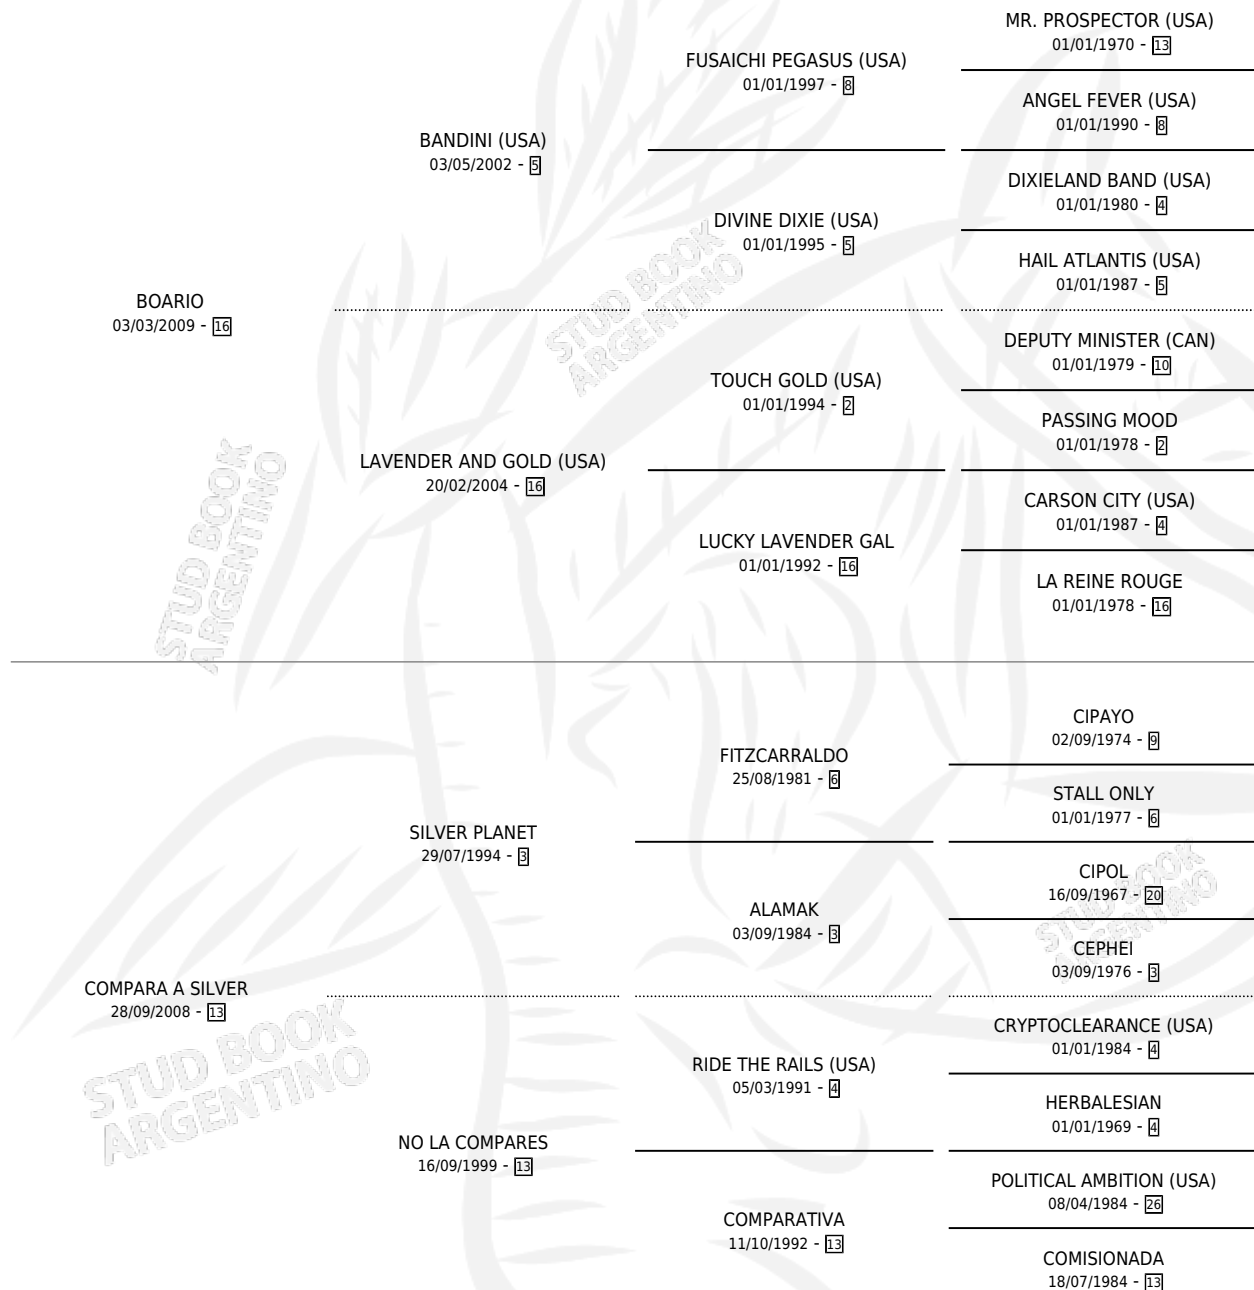 MR. PROSPECTOR (USA)
01/01/1970 - 13
FUSAICHI PEGASUS (USA)
01/01/1997 - 8
ANGEL FEVER (USA)
01/01/1990 - 8
BANDINI (USA)
03/05/2002 - 5
DIXIELAND BAND (USA)
01/01/1980 - 4
DIVINE DIXIE (USA)
01/01/1995 - 5
HAIL ATLANTIS (USA)
01/01/1987 - 5
BOARIO
03/03/2009 - 16
STUD BOOK
ARGENTINO
DEPUTY MINISTER (CAN)
01/01/1979 - 10
TOUCH GOLD (USA)
01/01/1994 - 2
PASSING MOOD
01/01/1978 - 2
LAVENDER AND GOLD (USA)
20/02/2004 - 16
CARSON CITY (USA)
01/01/1987 - 4
LUCKY LAVENDER GAL
01/01/1992 - 16
LA REINE ROUGE
01/01/1978 - 16
STUD BOOK
ARGENTINO
CIPAYO
02/09/1974 - 9
FITZCARRALDO
25/08/1981 - 6
STALL ONLY
01/01/1977 - 6
SILVER PLANET
29/07/1994 - 3
CIPOL
16/09/1967 - 20
ALAMAK
03/09/1984 - 3
STUD BOOK
ARGENTINO
CEPHEI
03/09/1976 - 3
COMPARA A SILVER
28/09/2008 - 13
STUD BOOK
ARGENTINO
CRYPTOCLEARANCE (USA)
01/01/1984 - 4
RIDE THE RAILS (USA)
05/03/1991 - 4
HERBALESIAN
01/01/1969 - 4
NO LA COMPARES
16/09/1999 - 13
POLITICAL AMBITION (USA)
08/04/1984 - 26
COMPARATIVA
11/10/1992 - 13
COMISIONADA
18/07/1984 - 13